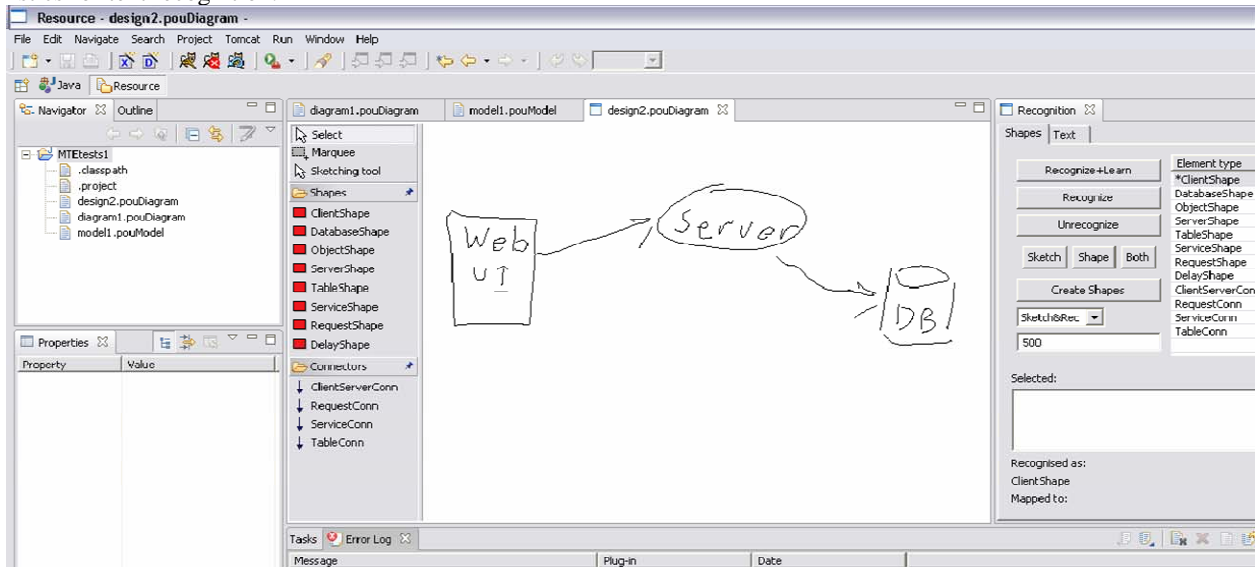 Resource - design2.pouDiagram -
File Edit Navigate Search Project Tomcat Run Window Help
Java Resource
Navigator Outline
MTEtests1
.classpath
.project
design2.pouDiagram
diagram1.pouDiagram
model1.pouModel
Properties
Property Value
diagram1.pouDiagram model1.pouModel design2.pouDiagram
Select
Marquee
Sketching tool
Shapes
ClientShape
DatabaseShape
ObjectShape
ServerShape
TableShape
ServiceShape
RequestShape
DelayShape
Connectors
ClientServerConn
RequestConn
ServiceConn
TableConn
Web
UI
Server
DB
Recognition
Shapes Text
Recognize+Learn
Recognize
Unrecognize
Sketch Shape Both
Create Shapes
Sketch&Rec
500
Element type
*ClientShape
DatabaseShape
ObjectShape
ServerShape
TableShape
ServiceShape
RequestShape
DelayShape
ClientServerCon
RequestConn
ServiceConn
TableConn
Selected:
Recognised as:
ClientShape
Mapped to:
Tasks Error Log
Message Plug-in Date